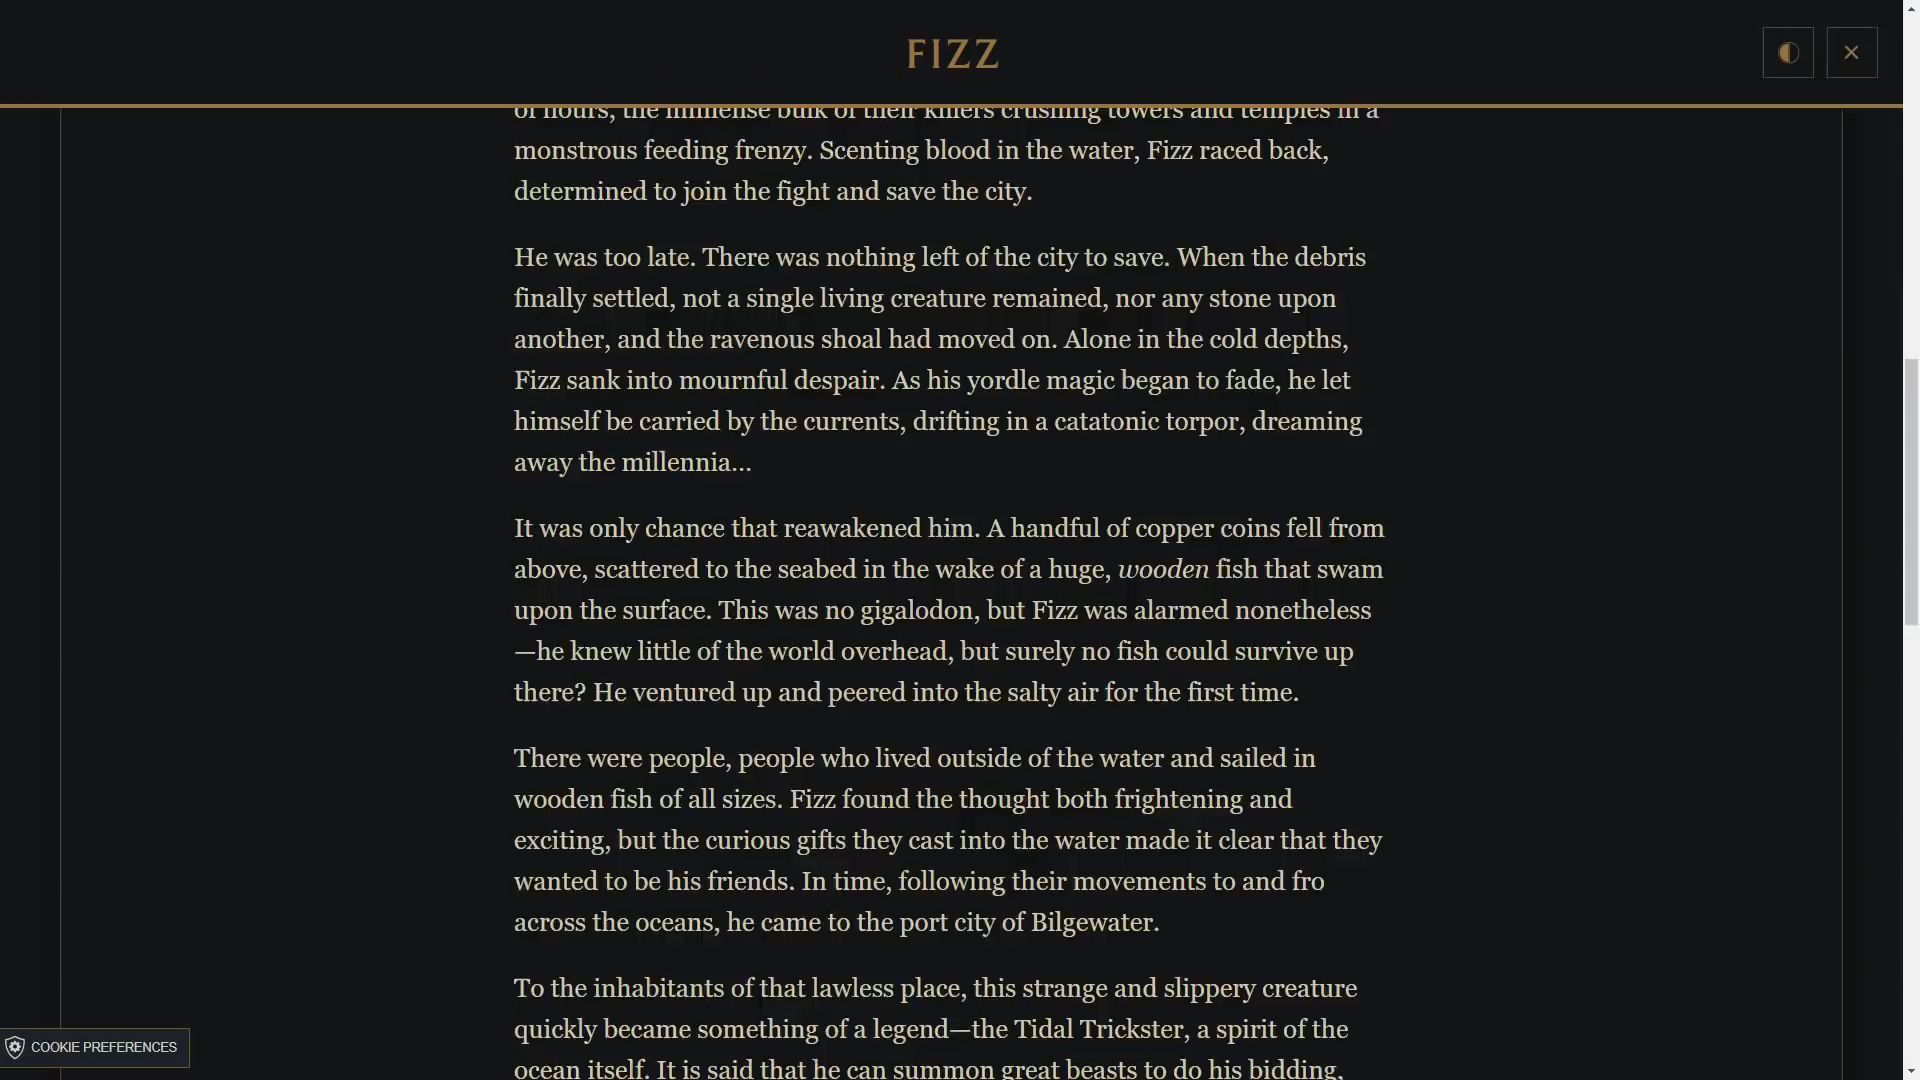 FIZZ
of hours, the immense bulk of their killers crushing towers and temples in a
monstrous feeding frenzy. Scenting blood in the water, Fizz raced back,
determined to join the fight and save the city.
He was too late. There was nothing left of the city to save. When the debris
finally settled, not a single living creature remained, nor any stone upon
another, and the ravenous shoal had moved on. Alone in the cold depths,
Fizz sank into mournful despair. As his yordle magic began to fade, he let
himself be carried by the currents, drifting in a catatonic torpor, dreaming
away the millennia...
It was only chance that reawakened him. A handful of copper coins fell from
above, scattered to the seabed in the wake of a huge, wooden fish that swam
upon the surface. This was no gigalodon, but Fizz was alarmed nonetheless
—he knew little of the world overhead, but surely no fish could survive up
there? He ventured up and peered into the salty air for the first time.
There were people, people who lived outside of the water and sailed in
wooden fish of all sizes. Fizz found the thought both frightening and
exciting, but the curious gifts they cast into the water made it clear that they
wanted to be his friends. In time, following their movements to and fro
across the oceans, he came to the port city of Bilgewater.
To the inhabitants of that lawless place, this strange and slippery creature
quickly became something of a legend—the Tidal Trickster, a spirit of the
ocean itself. It is said that he can summon great beasts to do his bidding,
COOKIE PREFERENCES